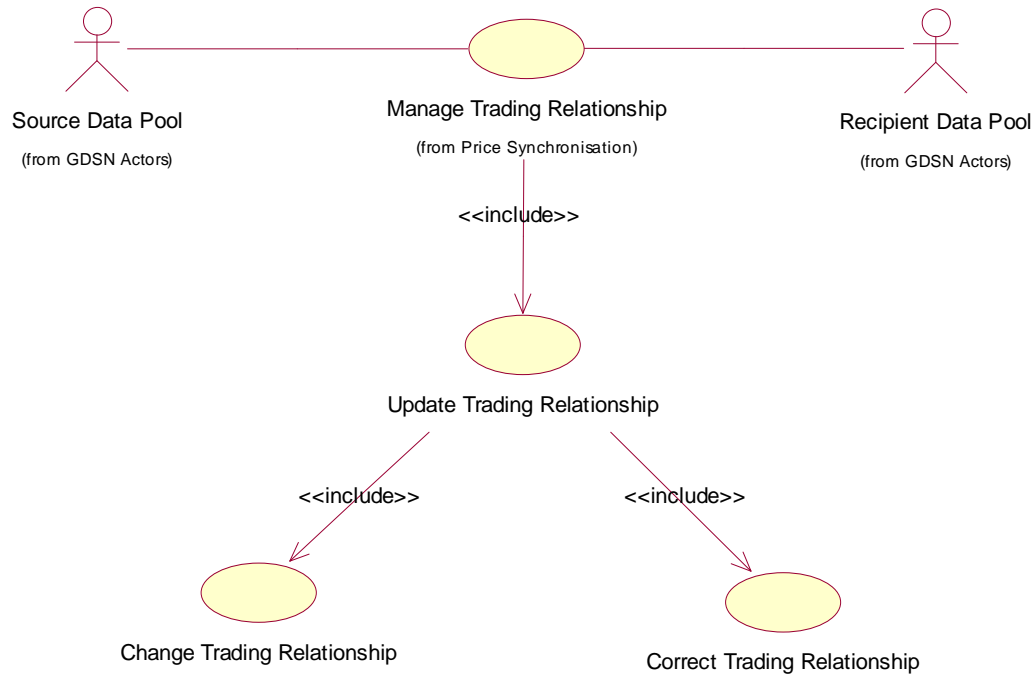 Source Data Pool
(from GDSN Actors)
Manage Trading Relationship
(from Price Synchronisation)
Recipient Data Pool
(from GDSN Actors)
<<include>>
Update Trading Relationship
<<include>>
<<include>>
Change Trading Relationship
Correct Trading Relationship